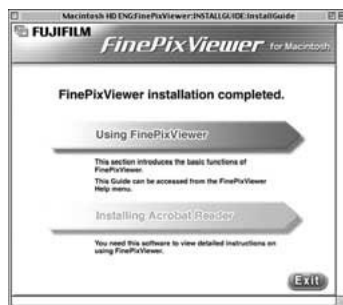 Macintosh HD ENG:FinePixViewer:INSTALLGUIDE:InstallGuide
FUJIFILM
FinePixViewer for Macintosh
FinePixViewer installation completed.
Using FinePixViewer
This section introduces the basic functions of
FinePixViewer.
This Guide can be accessed from the FinePixViewer
Help menu.
Installing Acrobat Reader
You need this software to view detailed instructions on
using FinePixViewer.
Exit